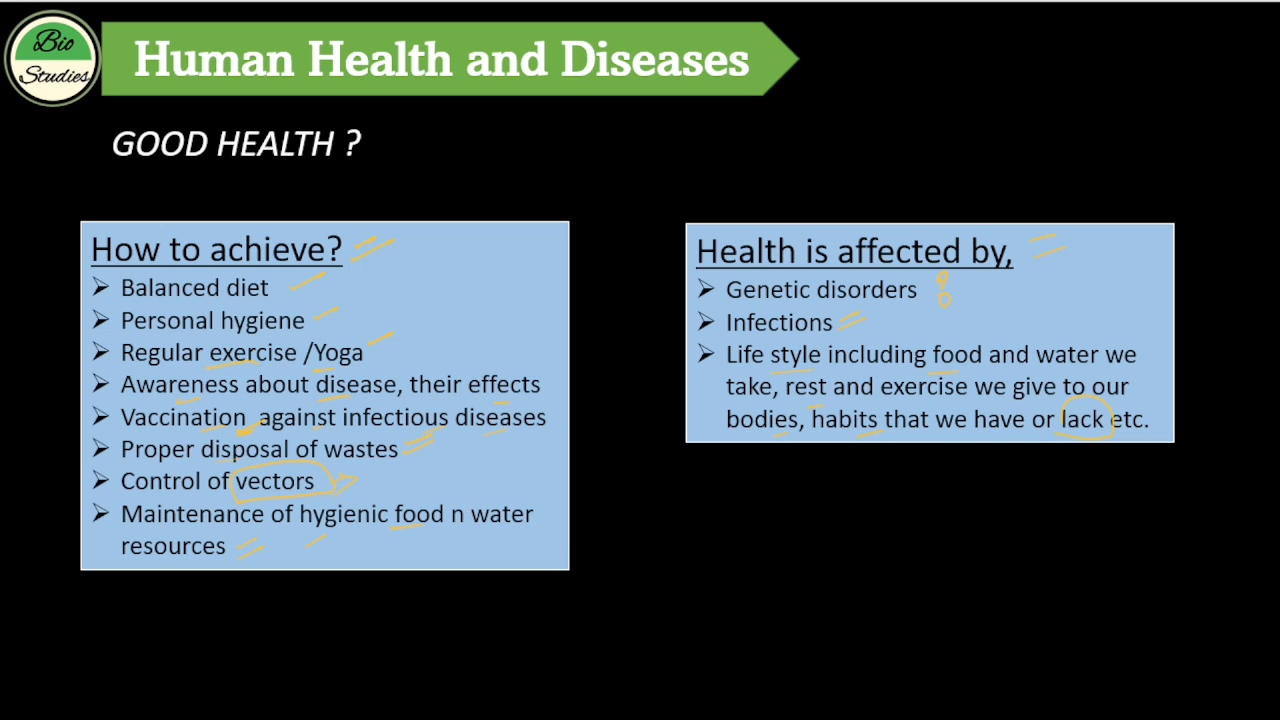 Bio
Studies
Human Health and Diseases
GOOD HEALTH ?
How to achieve?
➢ Balanced diet
➢ Personal hygiene
➢ Regular exercise /Yoga
➢ Awareness about disease, their effects
➢ Vaccination against infectious diseases
➢ Proper disposal of wastes
➢ Control of vectors
➢ Maintenance of hygienic food n water
resources
Health is affected by,
➢ Genetic disorders
➢ Infections
➢ Life style including food and water we
take, rest and exercise we give to our
bodies, habits that we have or lack etc.